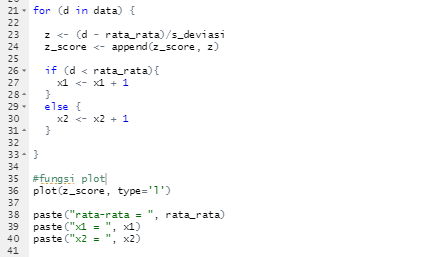 21 for (d in data) {
22
23 z <- (d - rata_rata)/s_deviasi
24 z_score <- append(z_score, z)
25
26 if (d < rata_rata){
27 x1 <- x1 + 1
28 }
29 else {
30 x2 <- x2 + 1
31 }
32
33 }
34
35 #fungsi plot
36 plot(z_score, type='l')
37
38 paste("rata-rata = ", rata_rata)
39 paste("x1 = ", x1)
40 paste("x2 = ", x2)
41